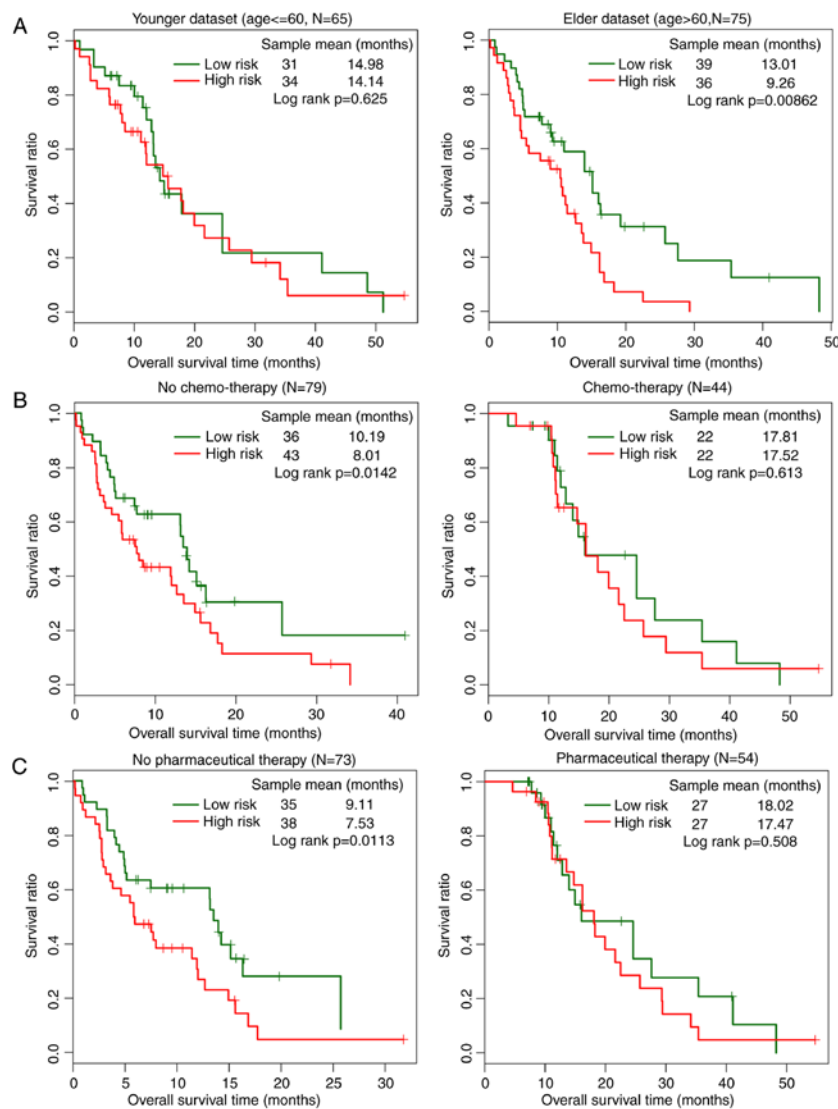 A
Younger dataset (age<=60, N=65)
Sample mean (months)
Low risk 31 14.98
High risk 34 14.14
Log rank p=0.625
Survival ratio
1.0
0.8
0.6
0.4
0.2
0.0
0 10 20 30 40 50
Overall survival time (months)
Elder dataset (age>60,N=75)
Sample mean (months)
Low risk 39 13.01
High risk 36 9.26
Log rank p=0.00862
Survival ratio
1.0
0.8
0.6
0.4
0.2
0.0
0 10 20 30 40 50
Overall survival time (months)
B
No chemo-therapy (N=79)
Sample mean (months)
Low risk 36 10.19
High risk 43 8.01
Log rank p=0.0142
Survival ratio
1.0
0.8
0.6
0.4
0.2
0.0
0 10 20 30 40
Overall survival time (months)
Chemo-therapy (N=44)
Sample mean (months)
Low risk 22 17.81
High risk 22 17.52
Log rank p=0.613
Survival ratio
1.0
0.8
0.6
0.4
0.2
0.0
0 10 20 30 40 50
Overall survival time (months)
C
No pharmaceutical therapy (N=73)
Sample mean (months)
Low risk 35 9.11
High risk 38 7.53
Log rank p=0.0113
Survival ratio
1.0
0.8
0.6
0.4
0.2
0.0
0 5 10 15 20 25 30
Overall survival time (months)
Pharmaceutical therapy (N=54)
Sample mean (months)
Low risk 27 18.02
High risk 27 17.47
Log rank p=0.508
Survival ratio
1.0
0.8
0.6
0.4
0.2
0.0
0 10 20 30 40 50
Overall survival time (months)